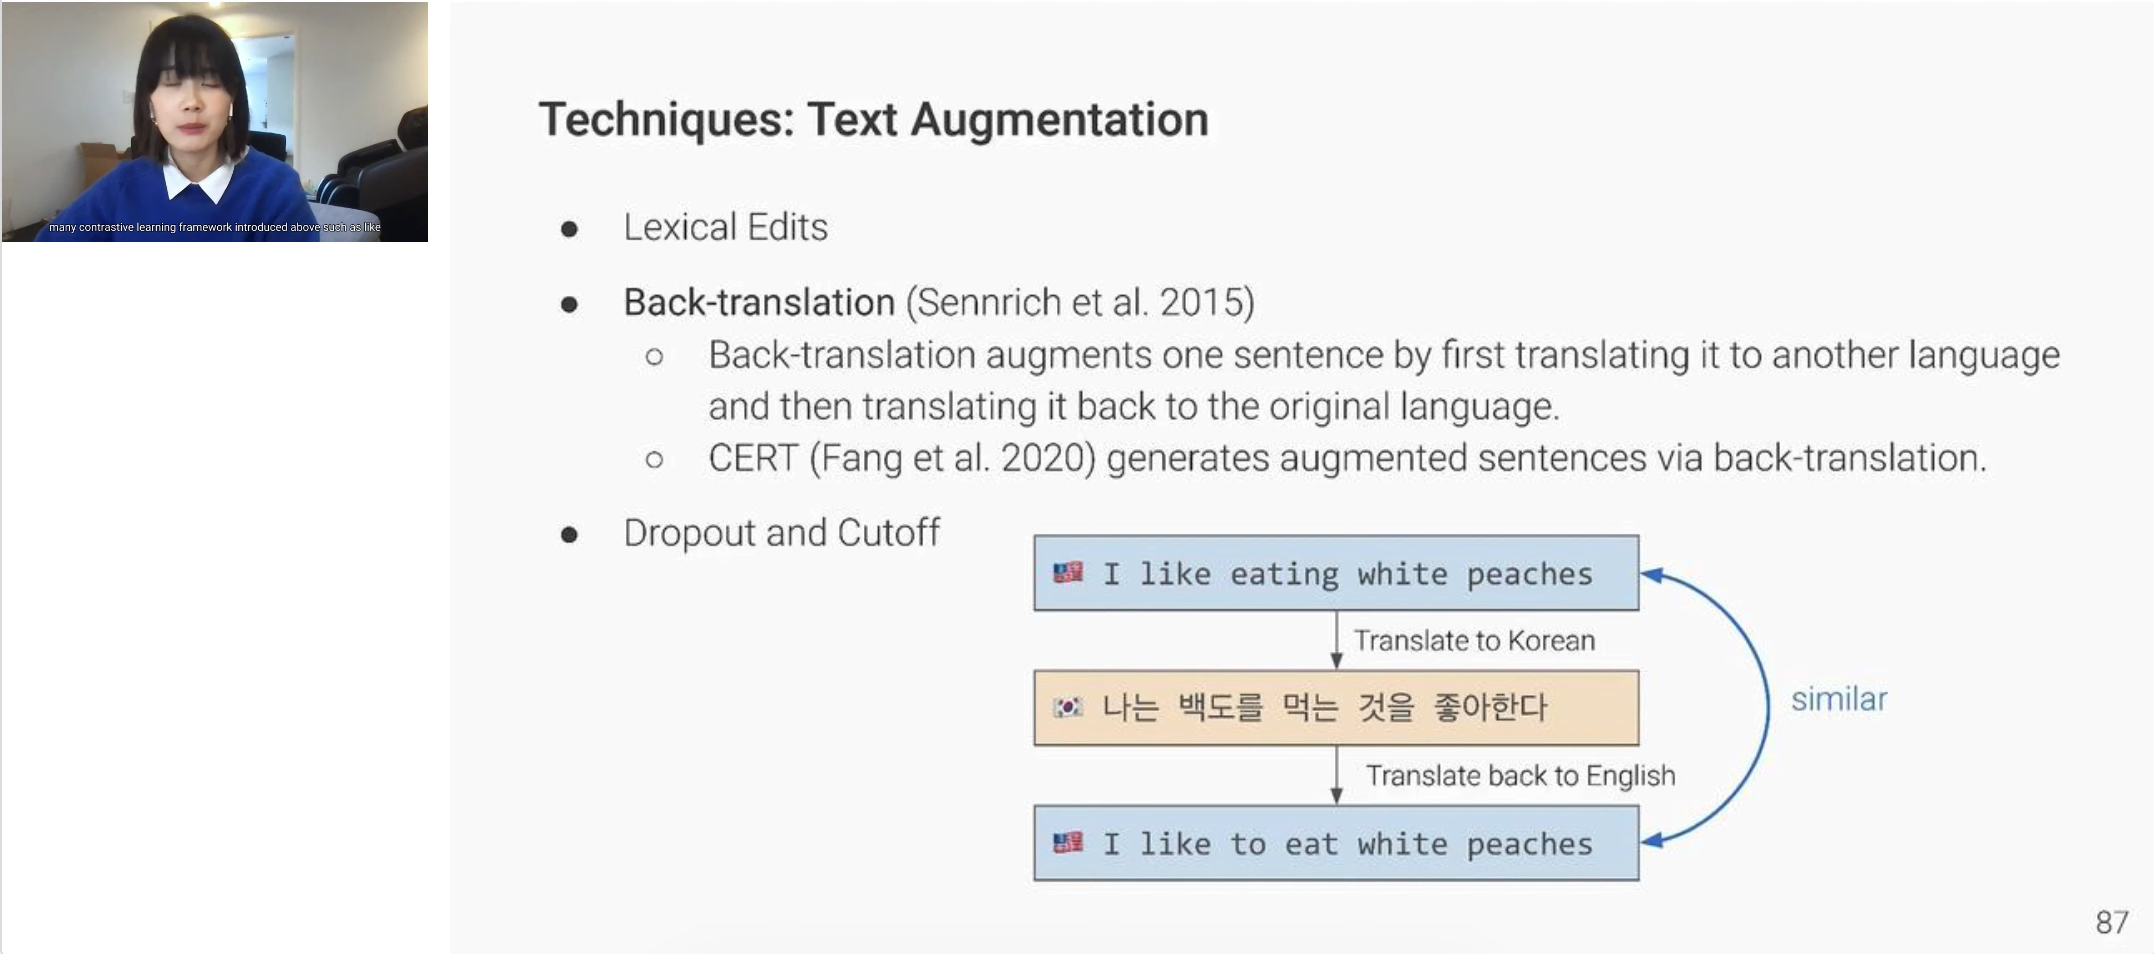 many contrastive learning framework introduced above such as like
Techniques: Text Augmentation
● Lexical Edits
● Back-translation (Sennrich et al. 2015)
○ Back-translation augments one sentence by first translating it to another language
and then translating it back to the original language.
○ CERT (Fang et al. 2020) generates augmented sentences via back-translation.
● Dropout and Cutoff
I like eating white peaches
Translate to Korean
나는 백도를 먹는 것을 좋아한다
similar
Translate back to English
I like to eat white peaches
87